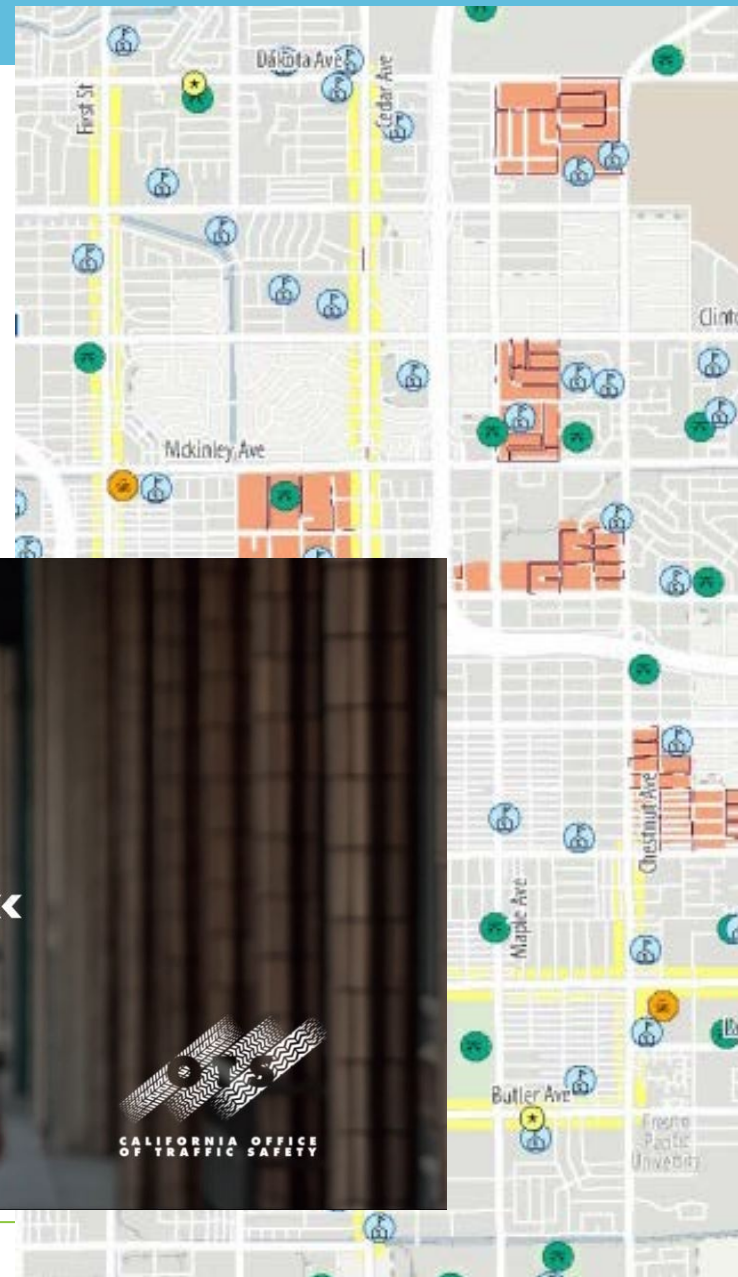 Dakota Ave
First St
Cedar Ave
Clinto
Mckinley Ave
Chestnut Ave
Maple Ave
OTS
CALIFORNIA OFFICE
OF TRAFFIC SAFETY
Butler Ave
Fresno
Pacific
University